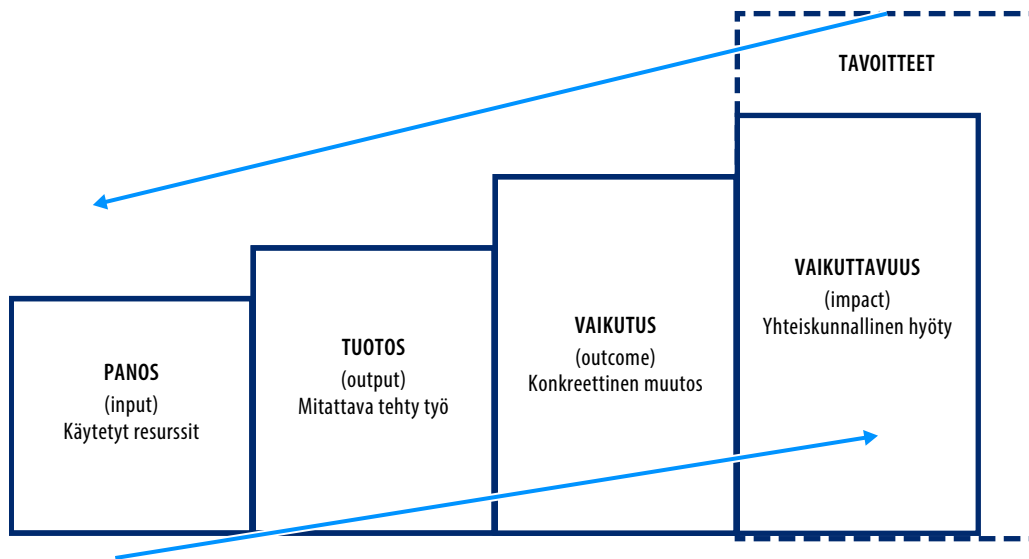 TAVOITTEET
PANOS
(input)
Käytetyt resurssit
TUOTOS
(output)
Mitattava tehty työ
VAIKUTUS
(outcome)
Konkreettinen muutos
VAIKUTTAVUUS
(impact)
Yhteiskunnallinen hyöty